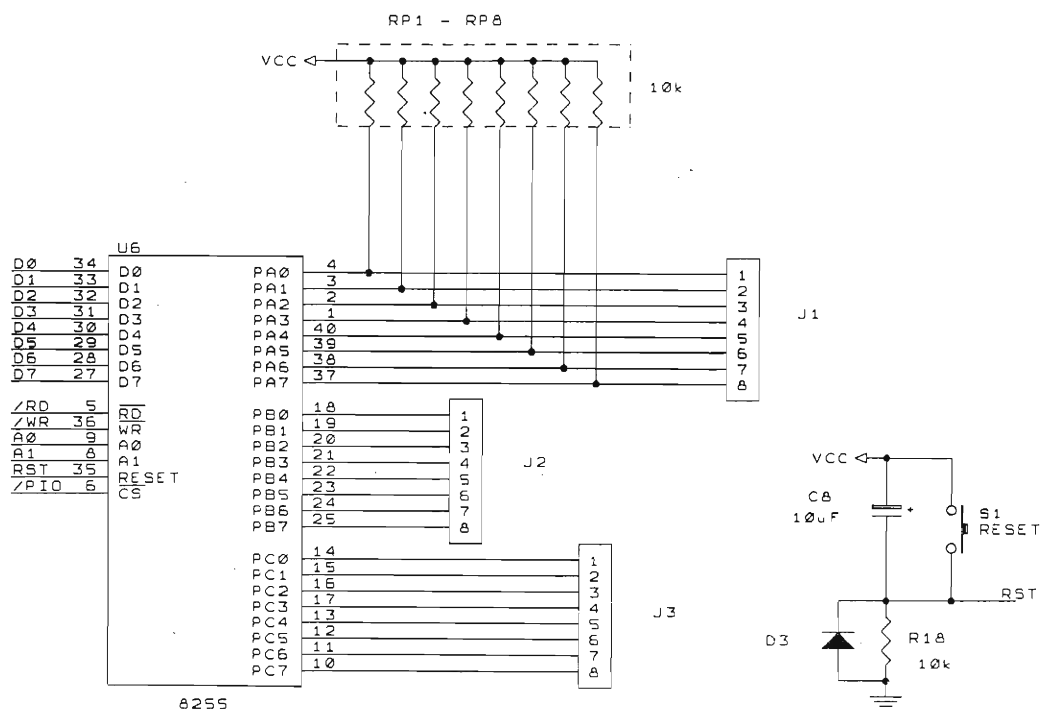 RP1 - RP8
VCC
10k
U6
D0 34 D0 PA0 4 1
D1 33 D1 PA1 3 2
D2 32 D2 PA2 2 3
D3 31 D3 PA3 1 4
D4 30 D4 PA4 40 5
D5 29 D5 PA5 39 6
D6 28 D6 PA6 38 7
D7 27 D7 PA7 37 8
J1
/RD 5 RD PB0 18 1
/WR 36 WR PB1 19 2
A0 9 A0 PB2 20 3
A1 8 A1 PB3 21 4
RST 35 RESET PB4 22 5
/PIO 6 CS PB5 23 6
PB6 24 7
PB7 25 8
J2
PC0 14 1
PC1 15 2
PC2 16 3
PC3 17 4
PC4 13 5
PC5 12 6
PC6 11 7
PC7 10 8
J3
8255
VCC
C8
10uF
+
S1
RESET
RST
D3
R18
10k